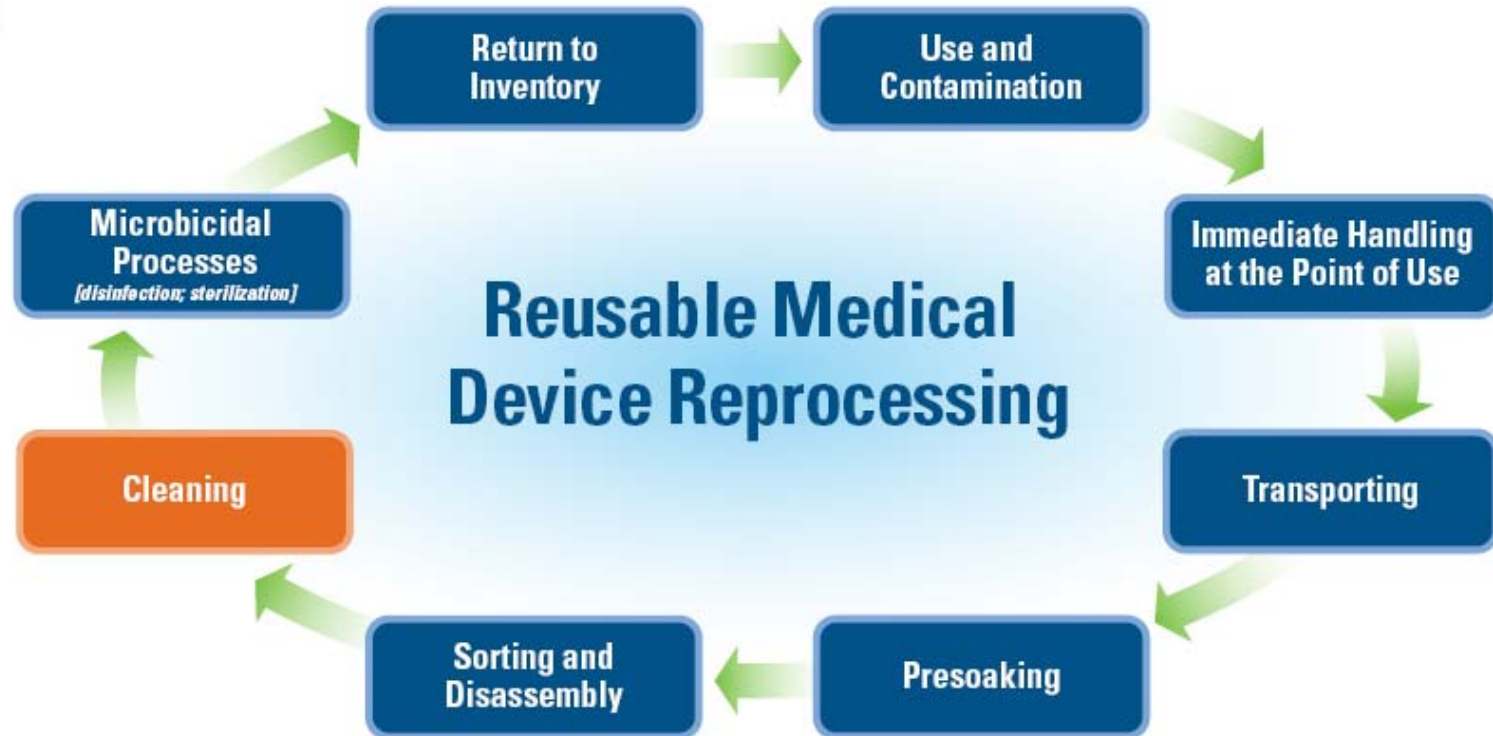 Return to
Inventory
Use and
Contamination
Microbicidal
Processes
[disinfection; sterilization]
Immediate Handling
at the Point of Use
Reusable Medical
Device Reprocessing
Cleaning
Transporting
Sorting and
Disassembly
Presoaking